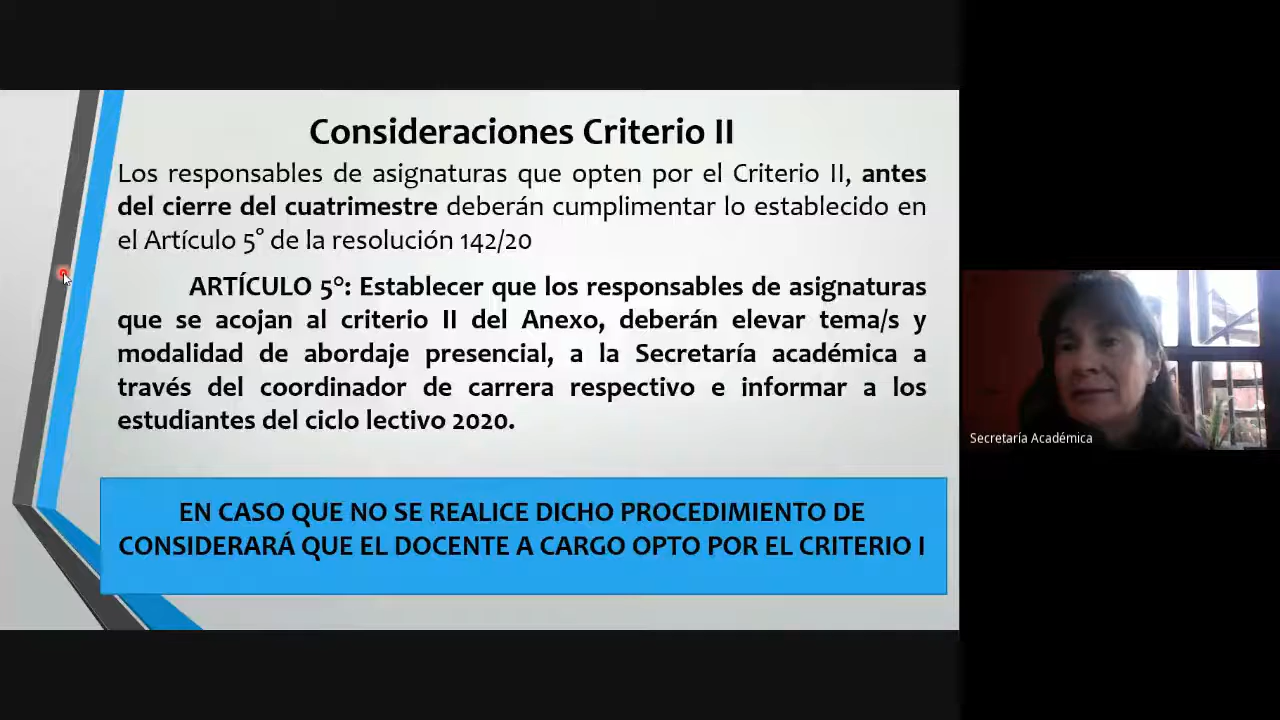 Consideraciones Criterio II
Los responsables de asignaturas que opten por el Criterio II, antes
del cierre del cuatrimestre deberán cumplimentar lo establecido en
el Artículo 5° de la resolución 142/20
ARTÍCULO 5°: Establecer que los responsables de asignaturas
que se acojan al criterio II del Anexo, deberán elevar tema/s y
modalidad de abordaje presencial, a la Secretaría académica a
través del coordinador de carrera respectivo e informar a los
estudiantes del ciclo lectivo 2020.
EN CASO QUE NO SE REALICE DICHO PROCEDIMIENTO DE
CONSIDERARÁ QUE EL DOCENTE A CARGO OPTO POR EL CRITERIO I
Secretaría Académica